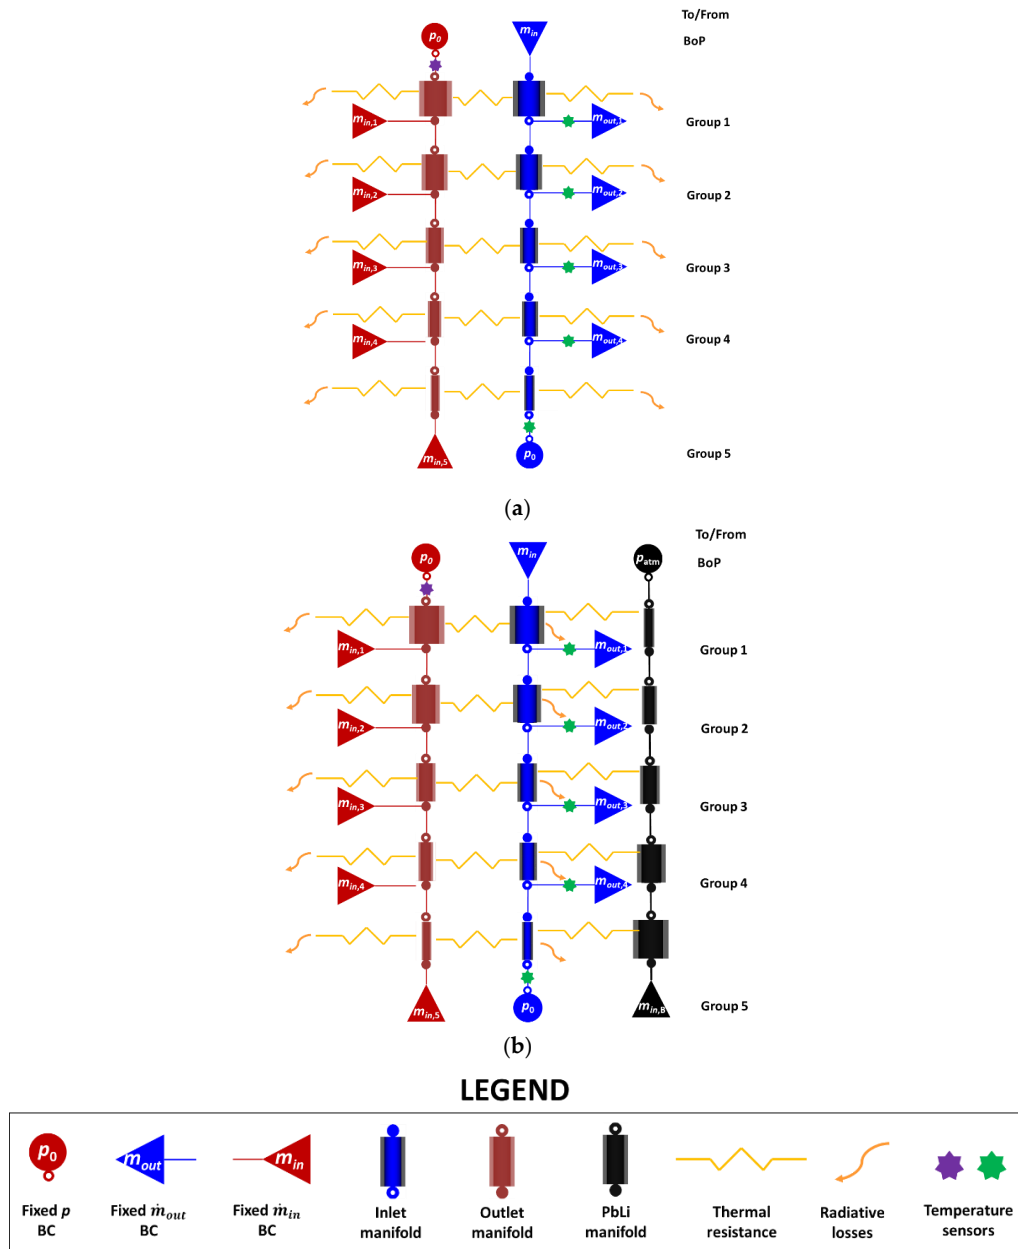 To/From
BoP
p0
min
min,1
mout,1
Group 1
min,2
mout,2
Group 2
min,3
mout,3
Group 3
min,4
mout,4
Group 4
min,5
p0
Group 5
(a)
To/From
BoP
p0
min
patm
min,1
mout,1
Group 1
min,2
mout,2
Group 2
min,3
mout,3
Group 3
min,4
mout,4
Group 4
min,5
p0
min,B
Group 5
(b)
LEGEND
p0
mout
min
Fixed p BC
Fixed ṁout BC
Fixed ṁin BC
Inlet manifold
Outlet manifold
PbLi manifold
Thermal resistance
Radiative losses
Temperature sensors